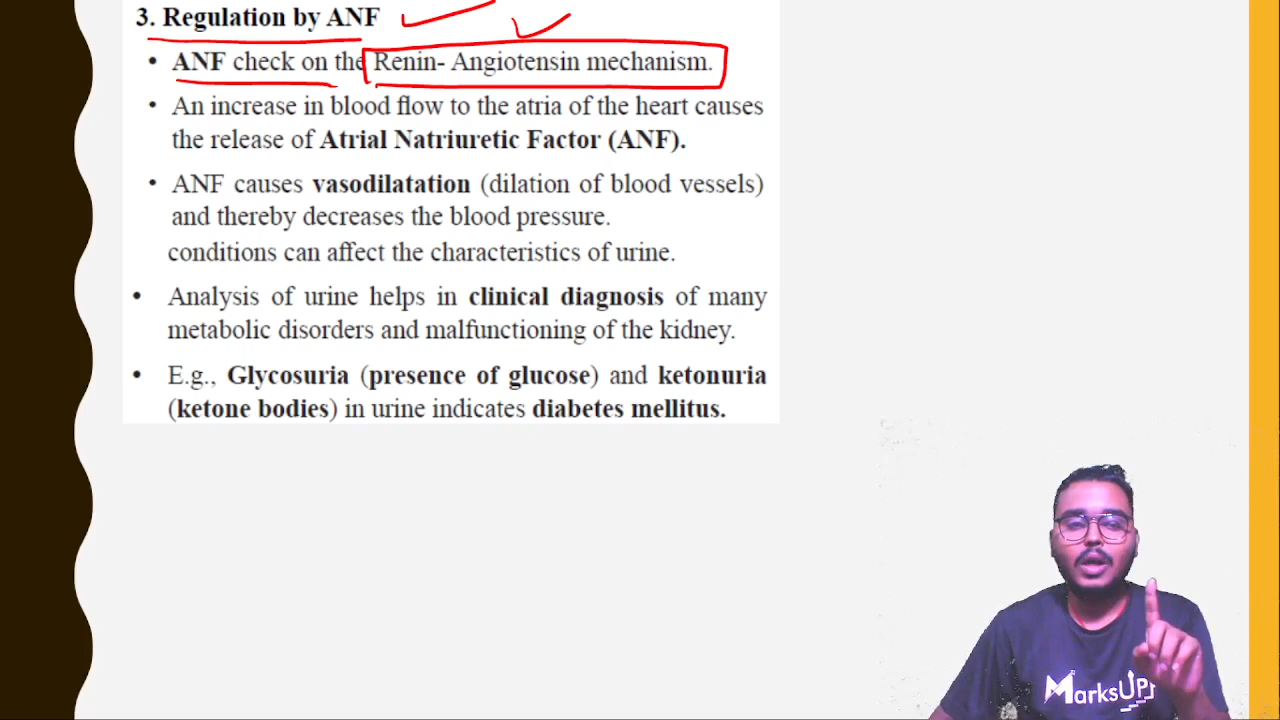 3. Regulation by ANF
• ANF check on the Renin- Angiotensin mechanism.
• An increase in blood flow to the atria of the heart causes
the release of Atrial Natriuretic Factor (ANF).
• ANF causes vasodilatation (dilation of blood vessels)
and thereby decreases the blood pressure.
conditions can affect the characteristics of urine.
• Analysis of urine helps in clinical diagnosis of many
metabolic disorders and malfunctioning of the kidney.
• E.g., Glycosuria (presence of glucose) and ketonuria
(ketone bodies) in urine indicates diabetes mellitus.
MarksUP